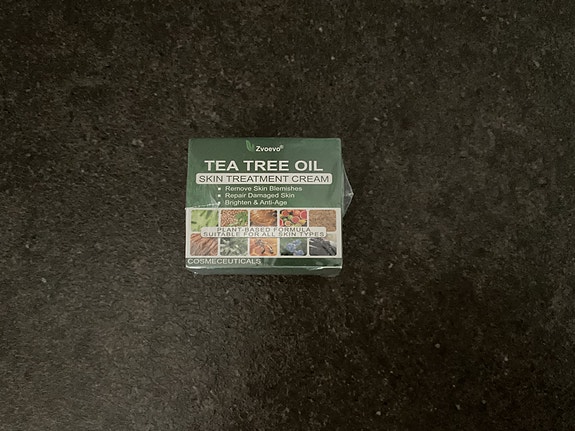 Zvoevo®
TEA TREE OIL
SKIN TREATMENT CREAM
Remove Skin Blemishes
Repair Damaged Skin
Brighten & Anti-Age
PLANT-BASED FORMULA
SUITABLE FOR ALL SKIN TYPES
COSMECEUTICALS